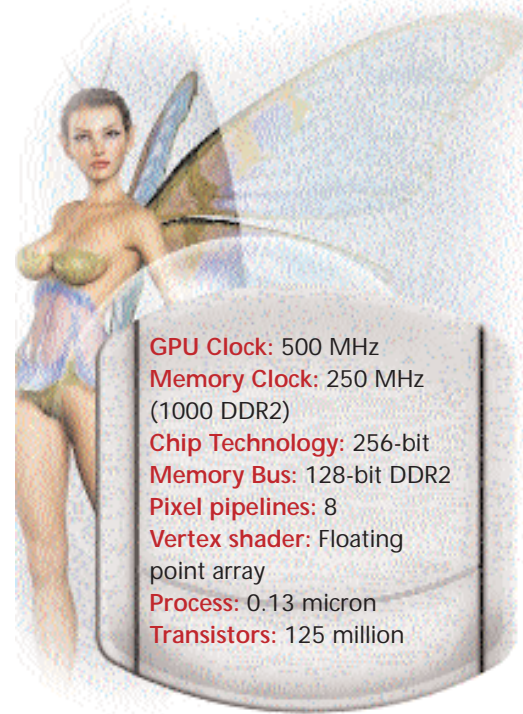 GPU Clock: 500 MHz
Memory Clock: 250 MHz
(1000 DDR2)
Chip Technology: 256-bit
Memory Bus: 128-bit DDR2
Pixel pipelines: 8
Vertex shader: Floating
point array
Process: 0.13 micron
Transistors: 125 million